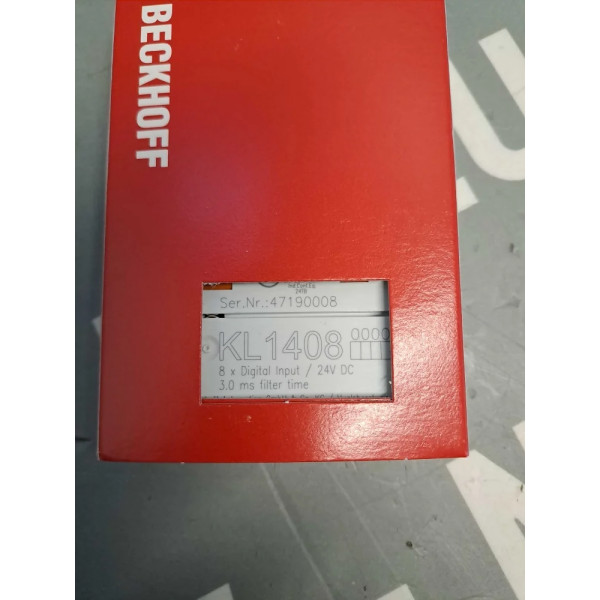 BECKHOFF
Ser.Nr.:47190008
KL1408
8 x Digital Input / 24V DC
3.0 ms filter time